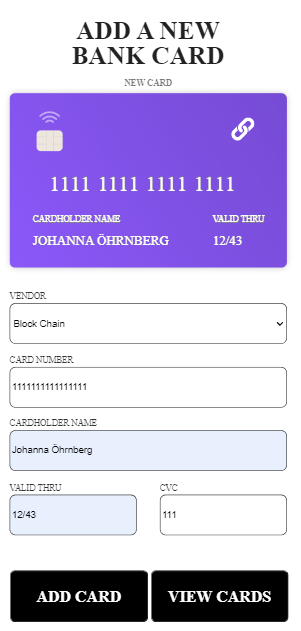 ADD A NEW
BANK CARD
NEW CARD
1111 1111 1111 1111
CARDHOLDER NAME VALID THRU
JOHANNA ÖHRNBERG 12/43
VENDOR
Block Chain
CARD NUMBER
1111111111111111
CARDHOLDER NAME
Johanna Öhrnberg
VALID THRU CVC
12/43 111
ADD CARD VIEW CARDS